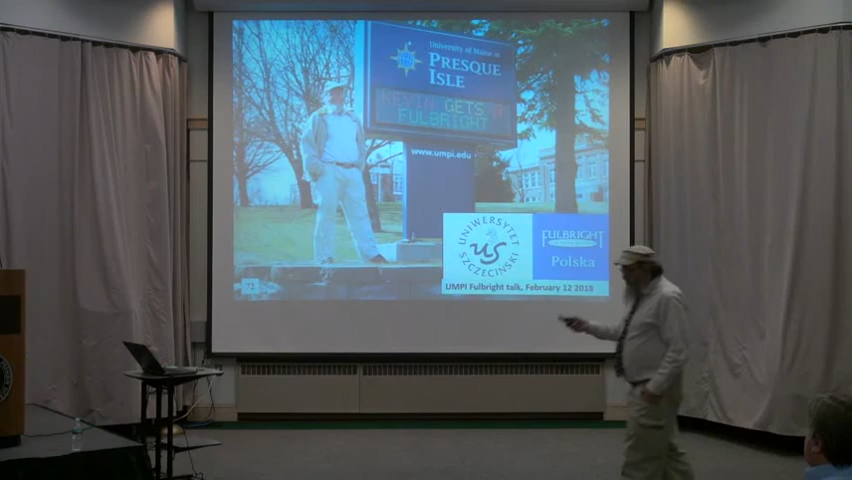 University of Maine at
PRESQUE
ISLE
KEVIN GETS A
FULBRIGHT
www.umpi.edu
UNIWERSYTET
US
SZCZECIŃSKI
FULBRIGHT
Polska
UMPI Fulbright talk, February 12 2018